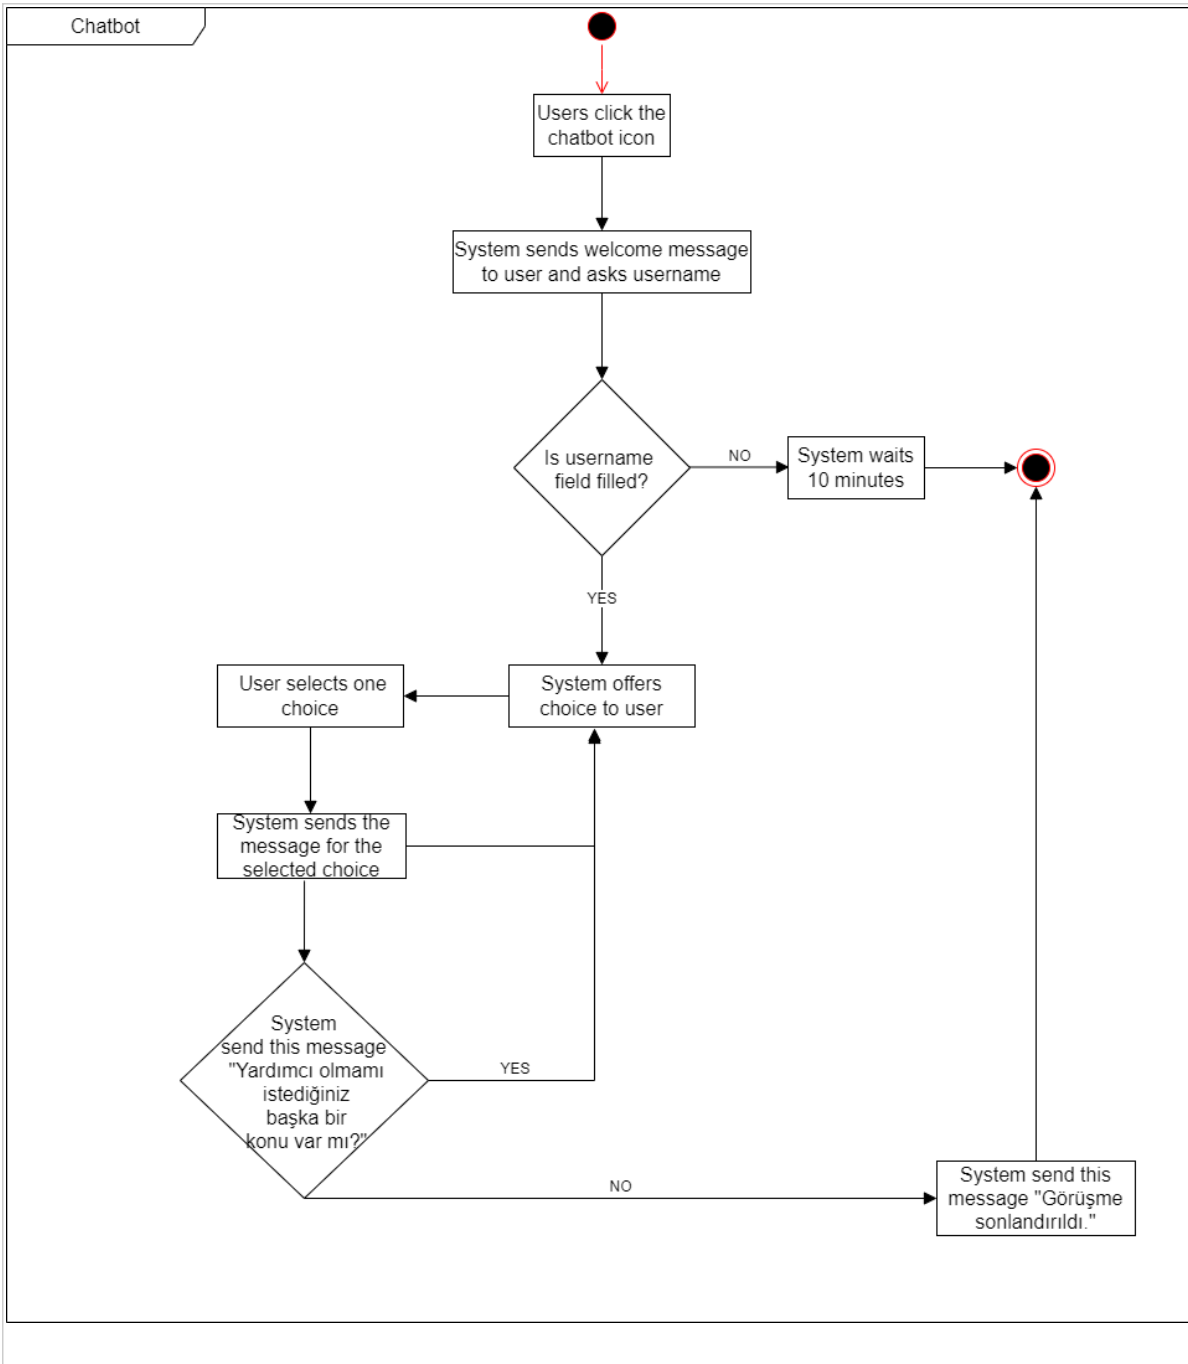 Chatbot
Users click the
chatbot icon
System sends welcome message
to user and asks username
Is username
field filled?
NO
System waits
10 minutes
YES
System offers
choice to user
User selects one
choice
System sends the
message for the
selected choice
System
send this message
"Yardımcı olmamı
istediğiniz
başka bir
konu var mı?"
YES
NO
System send this
message "Görüşme
sonlandırıldı."